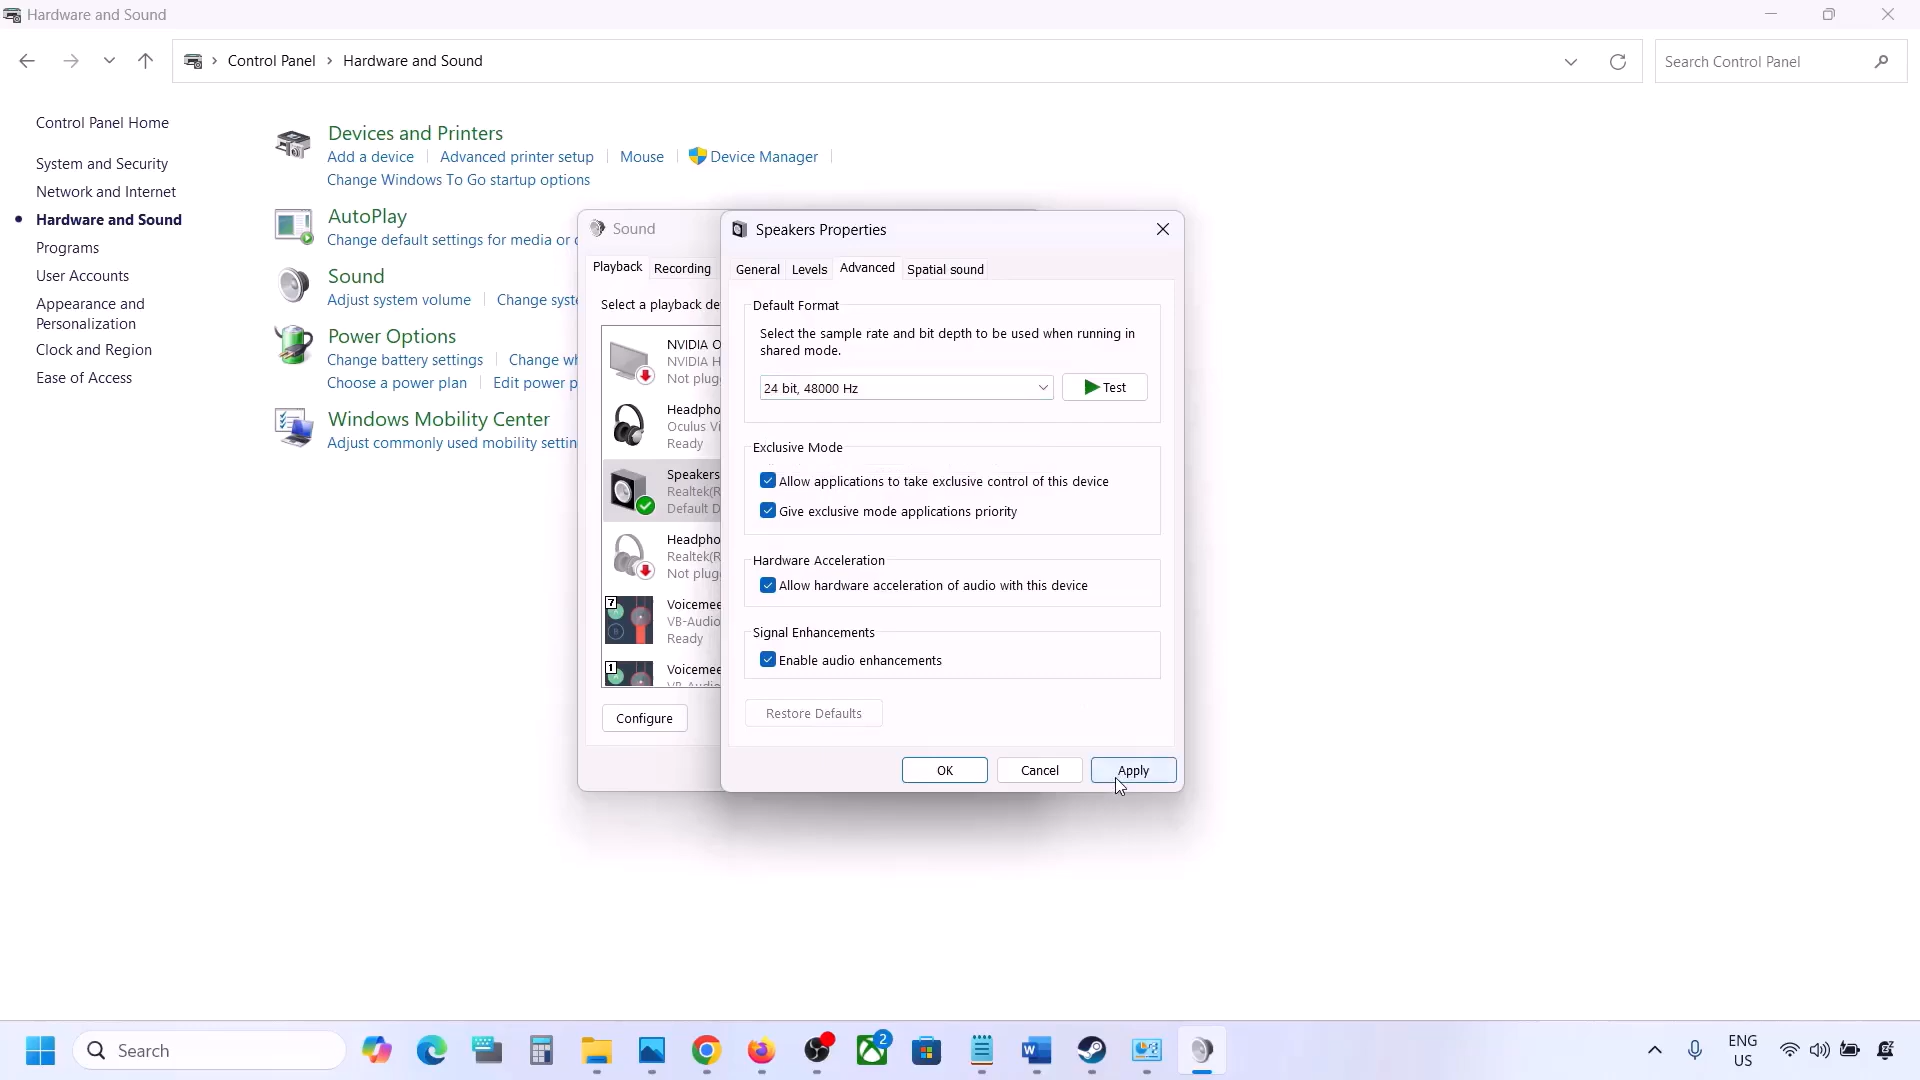 Hardware and Sound
Control Panel > Hardware and Sound
Search Control Panel
Control Panel Home
System and Security
Network and Internet
Hardware and Sound
Programs
User Accounts
Appearance and
Personalization
Clock and Region
Ease of Access
Devices and Printers
Add a device
Advanced printer setup
Mouse
Device Manager
Change Windows To Go startup options
AutoPlay
Change default settings for media or
Sound
Adjust system volume
Change syste
Power Options
Change battery settings
Change wh
Choose a power plan
Edit power p
Windows Mobility Center
Adjust commonly used mobility settin
Sound
Playback
Recording
Select a playback de
NVIDIA O
NVIDIA H
Not plug
Headpho
Oculus Vi
Ready
Speakers
Realtek(R
Default D
Headpho
Realtek(R
Not plug
7
Voicemee
VB-Audio
Ready
1
Voicemee
Configure
Speakers Properties
General
Levels
Advanced
Spatial sound
Default Format
Select the sample rate and bit depth to be used when running in
shared mode.
24 bit, 48000 Hz
Test
Exclusive Mode
Allow applications to take exclusive control of this device
Give exclusive mode applications priority
Hardware Acceleration
Allow hardware acceleration of audio with this device
Signal Enhancements
Enable audio enhancements
Restore Defaults
OK
Cancel
Apply
Search
2
ENG
US